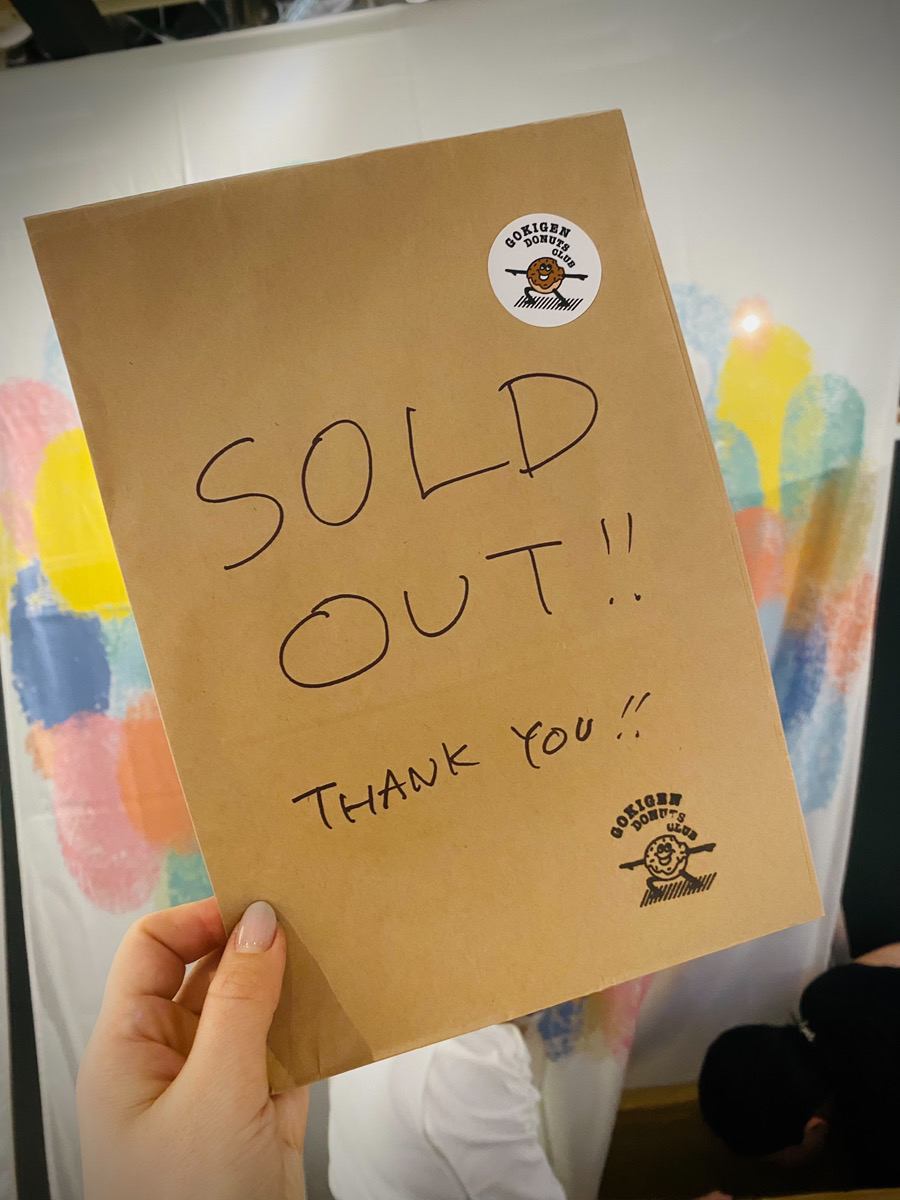 GOKIGEN
DONUTS
CLUB
SOLD
OUT!!
THANK YOU!!
GOKIGEN
DONUTS
CLUB